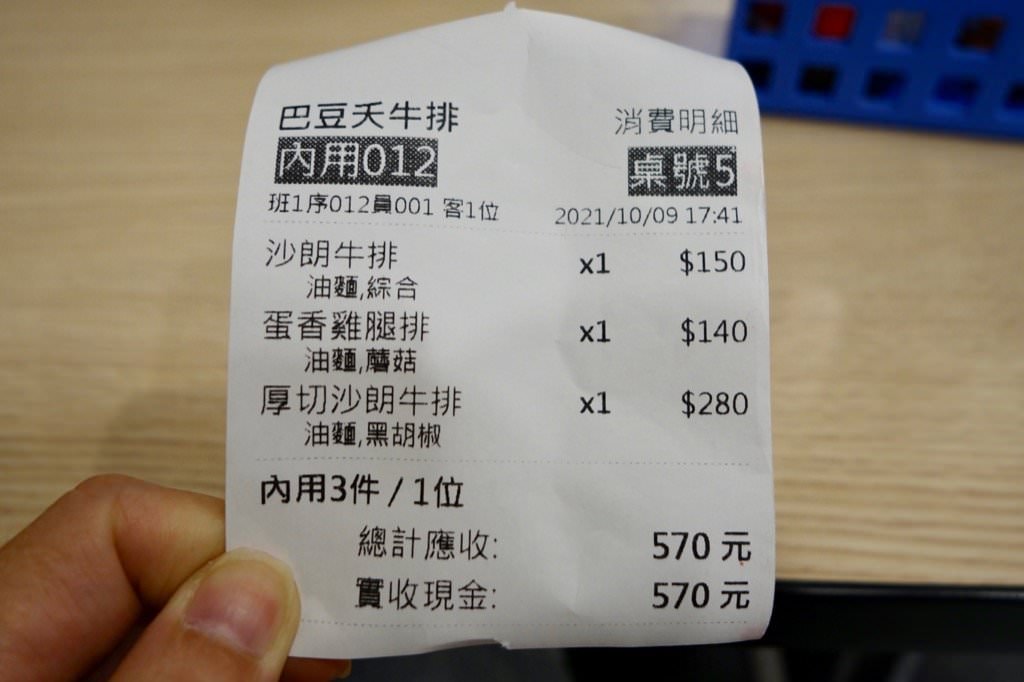 巴豆夭牛排 消費明細
內用012 桌號5
班1序012員001 客1位 2021/10/09 17:41
沙朗牛排 x1 $150
油麵,綜合
蛋香雞腿排 x1 $140
油麵,蘑菇
厚切沙朗牛排 x1 $280
油麵,黑胡椒
內用3件 / 1位
總計應收: 570 元
實收現金: 570 元